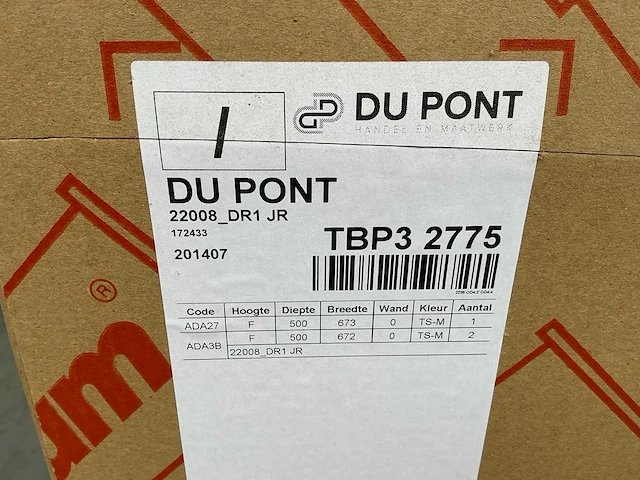 I
DU PONT
HANDEL EN MAATWERK
DU PONT
22008_DR1 JR
172433
201407
TBP3 2775
Code Hoogte Diepte Breedte Wand Kleur Aantal
ADA27 F 500 673 0 TS-M 1
ADA3B F 500 672 0 TS-M 2
22008_DR1 JR
®
um